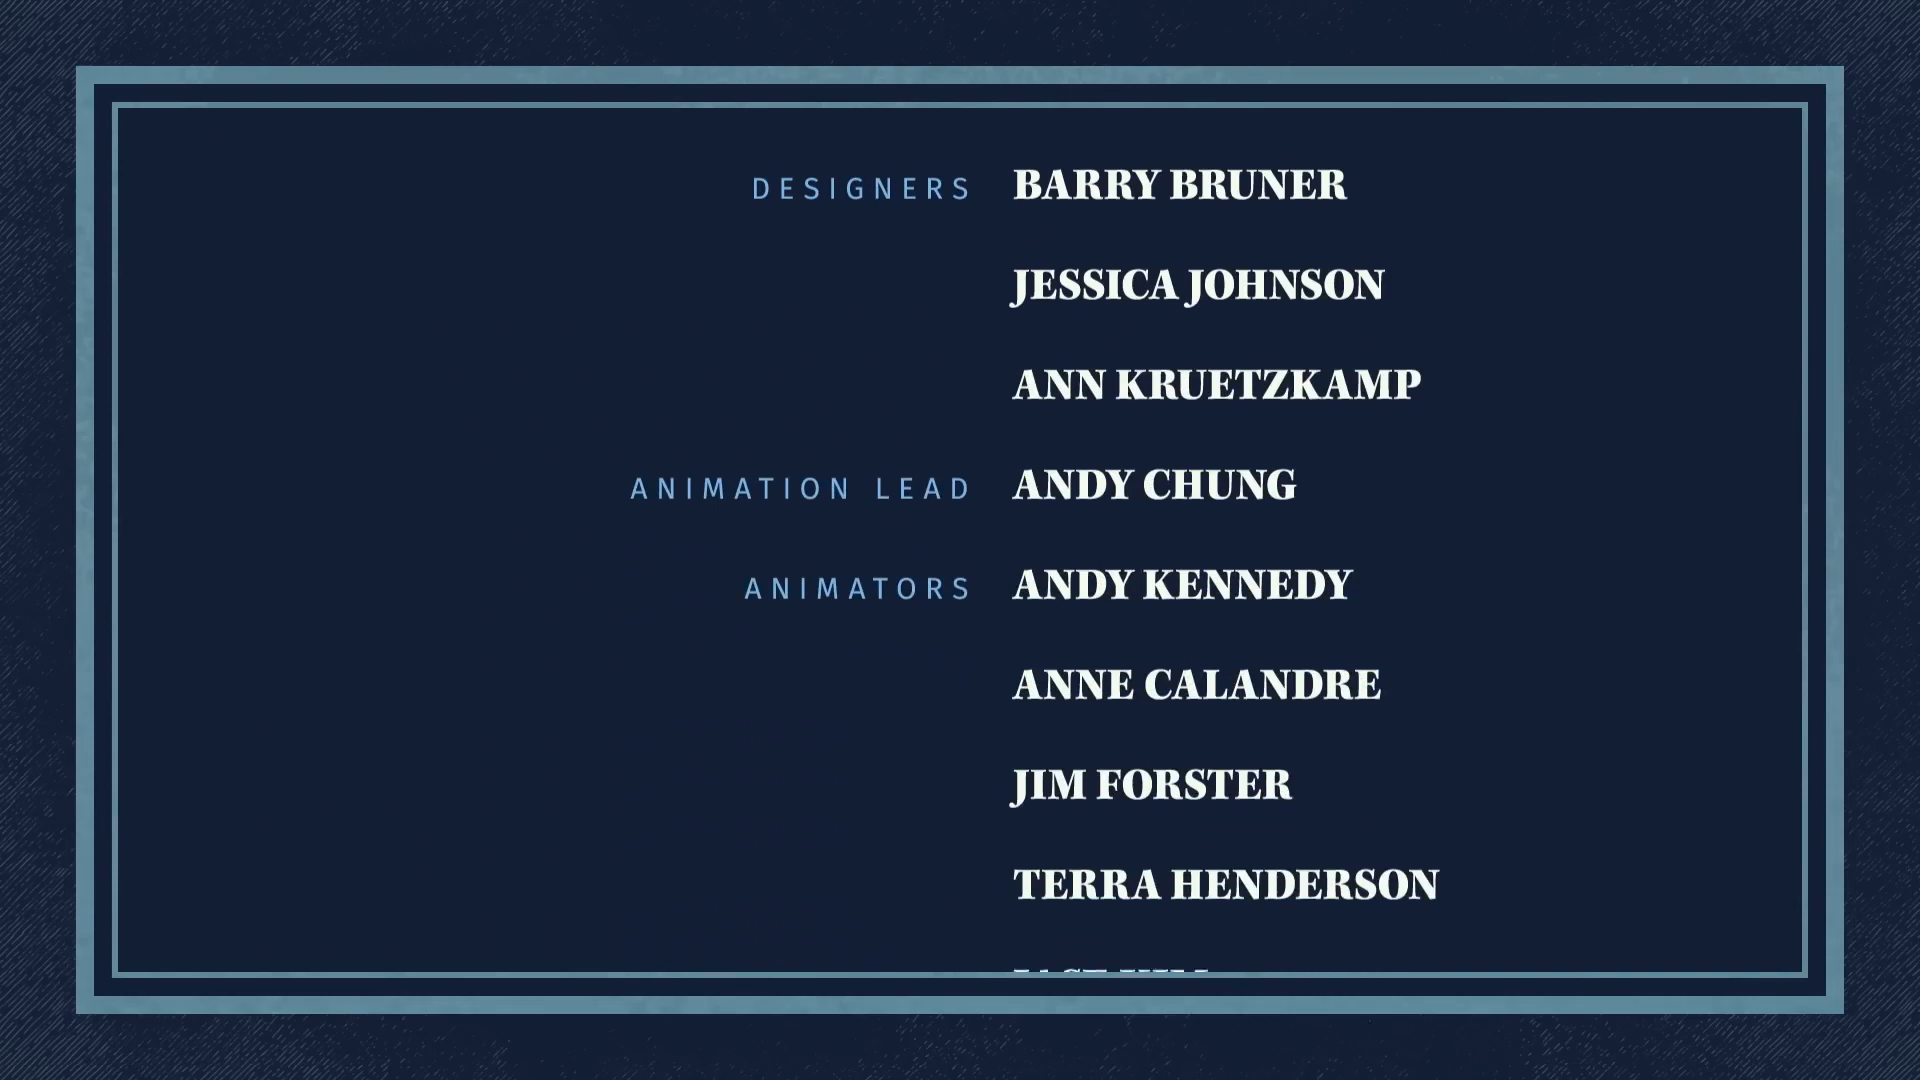 DESIGNERS BARRY BRUNER
JESSICA JOHNSON
ANN KRUETZKAMP
ANIMATION LEAD ANDY CHUNG
ANIMATORS ANDY KENNEDY
ANNE CALANDRE
JIM FORSTER
TERRA HENDERSON